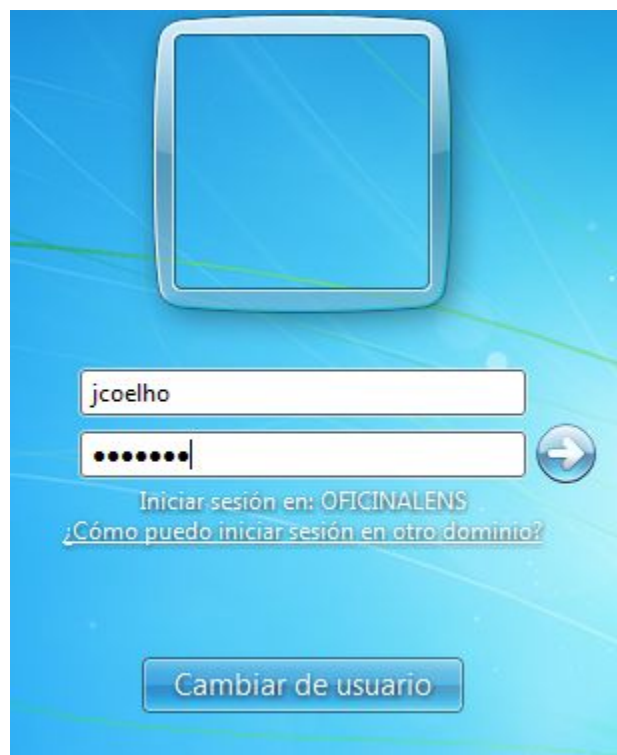 jcoelho
•••••••
Iniciar sesión en: OFICINALENS
¿Cómo puedo iniciar sesión en otro dominio?
Cambiar de usuario